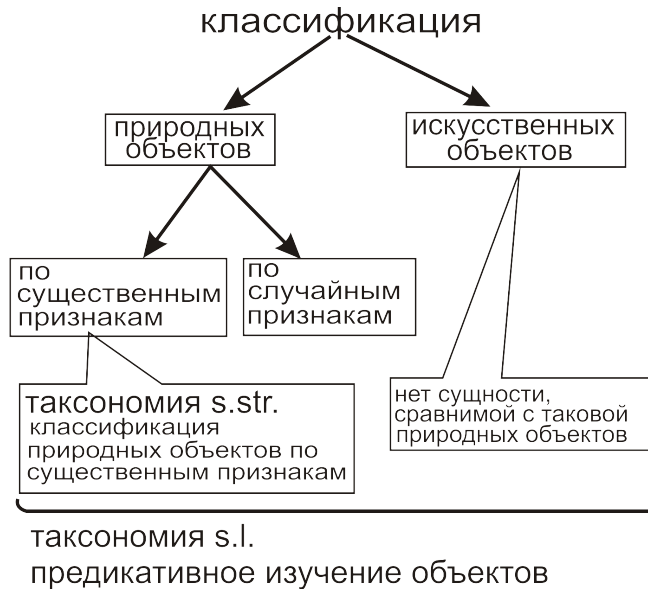 классификация
природных
объектов
искусственных
объектов
по
существенным
признакам
по
случайным
признакам
таксономия s.str.
классификация
природных объектов по
существенным признакам
нет сущности,
сравнимой с таковой
природных объектов
таксономия s.l.
предикативное изучение объектов